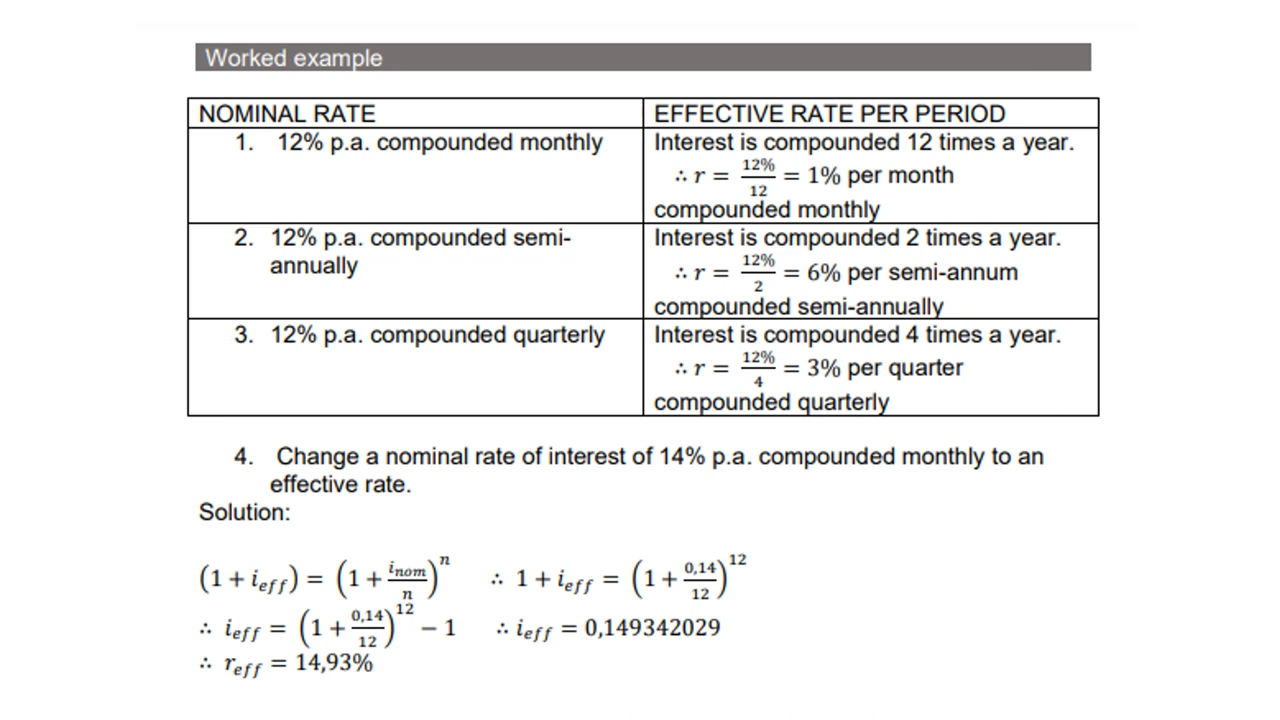 Worked example
NOMINAL RATE
EFFECTIVE RATE PER PERIOD
1. 12% p.a. compounded monthly
Interest is compounded 12 times a year.
∴ r = 12%/12 = 1% per month
compounded monthly
2. 12% p.a. compounded semi-
annually
Interest is compounded 2 times a year.
∴ r = 12%/2 = 6% per semi-annum
compounded semi-annually
3. 12% p.a. compounded quarterly
Interest is compounded 4 times a year.
∴ r = 12%/4 = 3% per quarter
compounded quarterly
4. Change a nominal rate of interest of 14% p.a. compounded monthly to an
effective rate.
Solution:
(1 + i_eff) = (1 + i_nom/n)^n ∴ 1 + i_eff = (1 + 0,14/12)^12
∴ i_eff = (1 + 0,14/12)^12 − 1 ∴ i_eff = 0,149342029
∴ r_eff = 14,93%